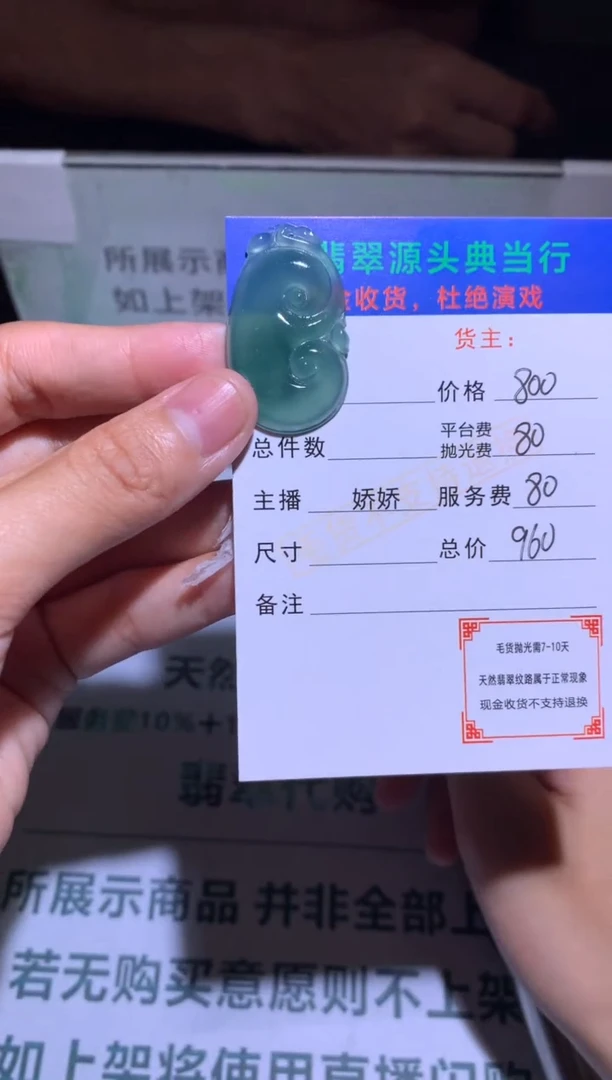 所展示
如上架
翡翠源头典当行
金收货，杜绝演戏
货主：
价格 800
总件数 平台费 抛光费 80
主播 娇娇 服务费 80
尺寸 总价 960
备注
毛货抛光需7-10天
天然翡翠纹路属于正常现象
现金收货不支持退换
天然
10%+1
翡翠代购
所展示商品 并非全部上
若无购买意愿则不上架
如上架将使用直播闪购